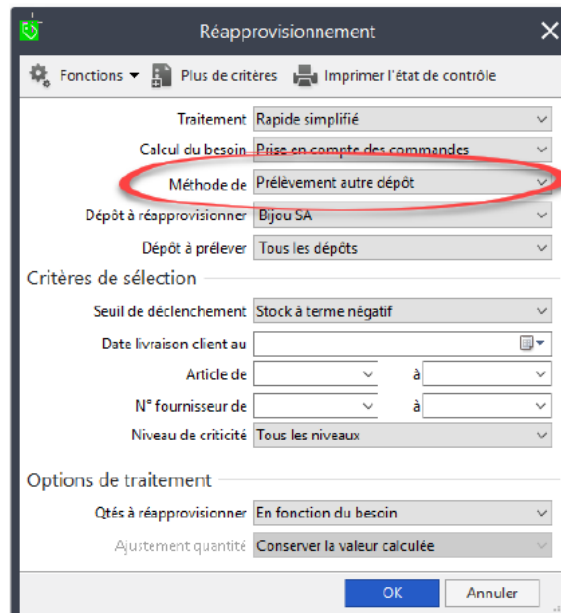 Réapprovisionnement
Fonctions Plus de critères Imprimer l'état de contrôle
Traitement Rapide simplifié
Calcul du besoin Prise en compte des commandes
Méthode de Prélèvement autre dépôt
Dépôt à réapprovisionner Bijou SA
Dépôt à prélever Tous les dépôts
Critères de sélection
Seuil de déclenchement Stock à terme négatif
Date livraison client au
Article de à
N° fournisseur de à
Niveau de criticité Tous les niveaux
Options de traitement
Qtés à réapprovisionner En fonction du besoin
Ajustement quantité Conserver la valeur calculée
OK Annuler